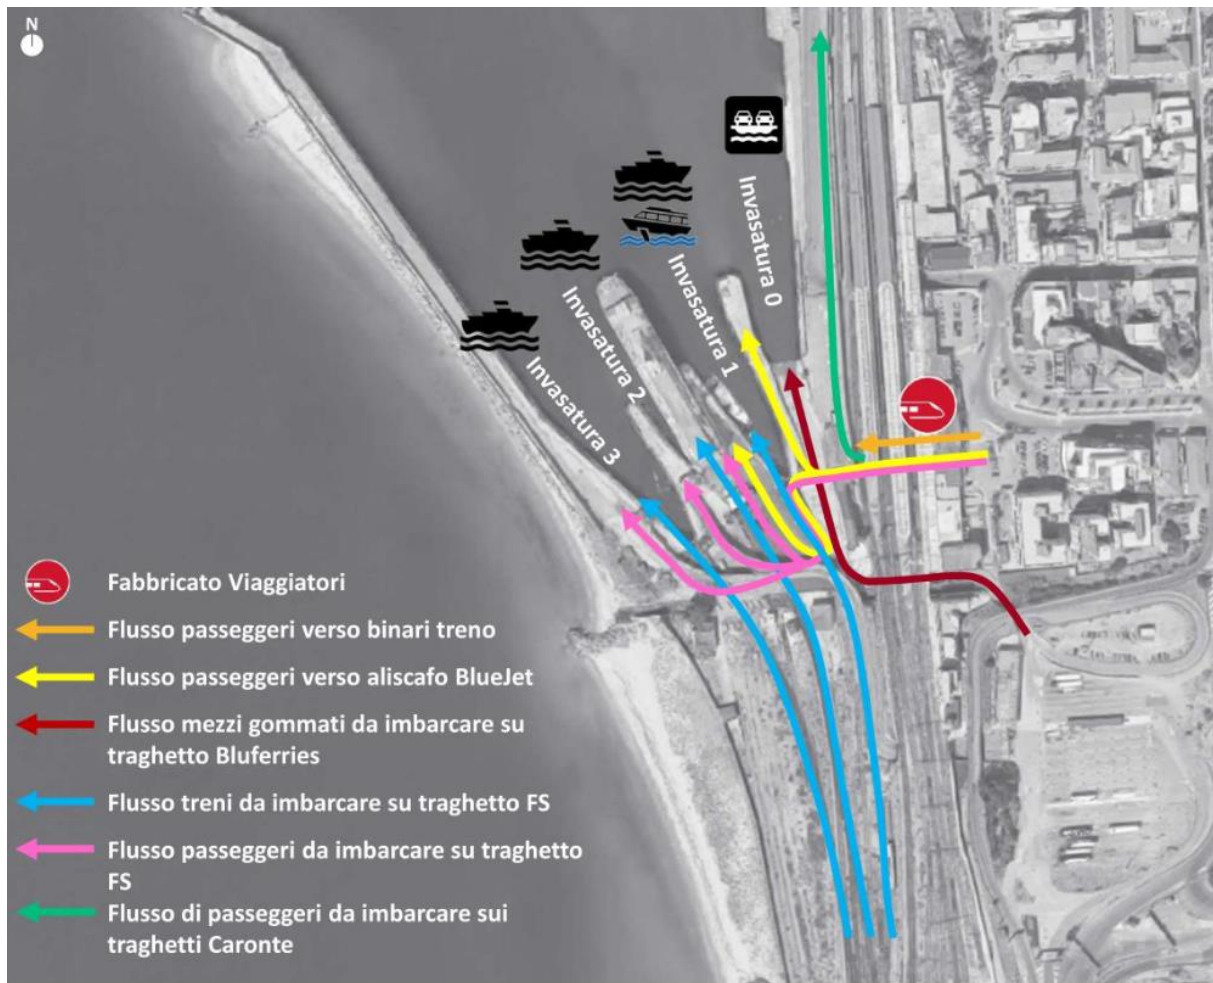 N
Invasatura 0
Invasatura 1
Invasatura 2
Invasatura 3
Fabbricato Viaggiatori
Flusso passeggeri verso binari treno
Flusso passeggeri verso aliscafo BlueJet
Flusso mezzi gommati da imbarcare su
traghetto Bluferries
Flusso treni da imbarcare su traghetto FS
Flusso passeggeri da imbarcare su traghetto
FS
Flusso di passeggeri da imbarcare sui
traghetti Caronte